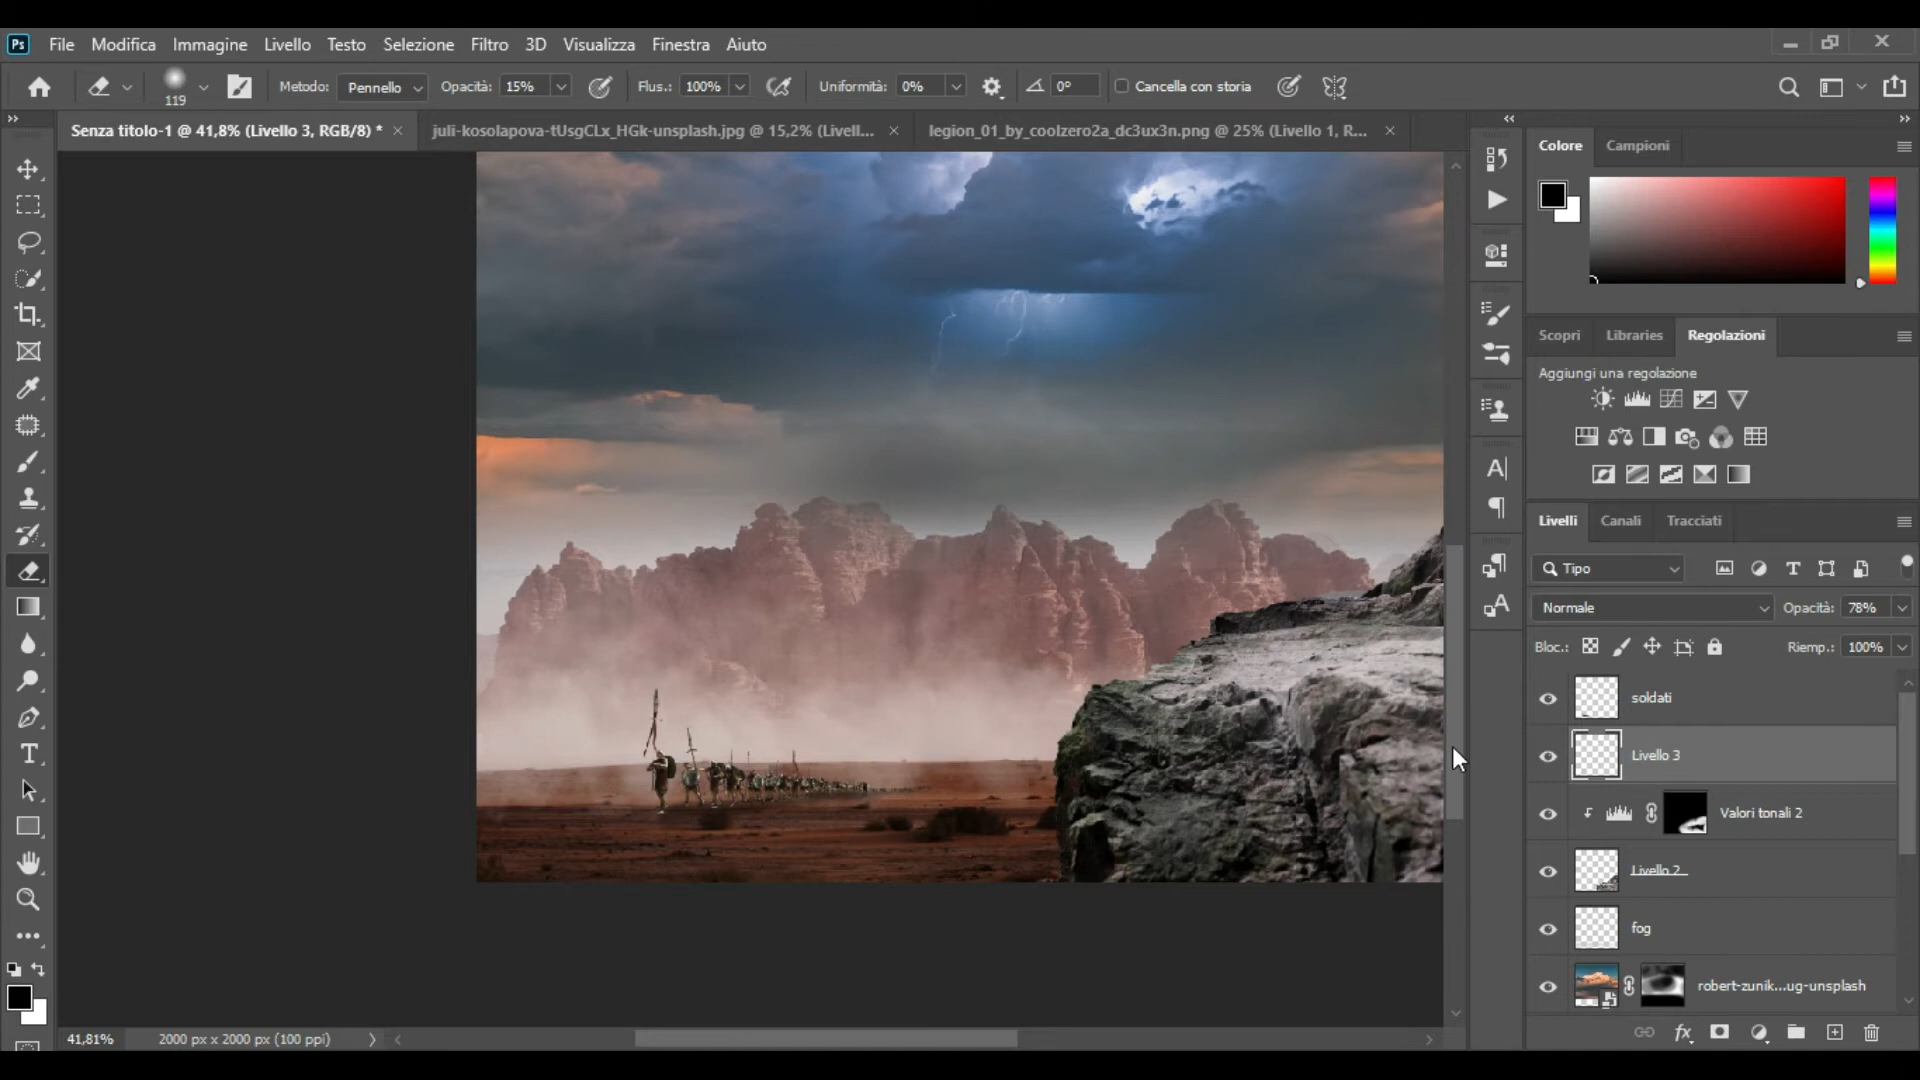 Ps File Modifica Immagine Livello Testo Selezione Filtro 3D Visualizza Finestra Aiuto
119 Metodo: Pennello Opacità: 15% Flus.: 100% Uniformità: 0% 0° Cancella con storia
Senza titolo-1 @ 41,8% (Livello 3, RGB/8) * juli-kosolapova-tUsgCLx_HGk-unsplash.jpg @ 15,2% (Livell... legion_01_by_coolzero2a_dc3ux3n.png @ 25% (Livello 1, R...
Colore Campioni
Scopri Libraries Regolazioni
Aggiungi una regolazione
Livelli Canali Tracciati
Tipo
Normale Opacità: 78%
Bloc.: Riemp.: 100%
soldati
Livello 3
Valori tonali 2
Livello 2
fog
robert-zunik...ug-unsplash
41,81% 2000 px x 2000 px (100 ppi)